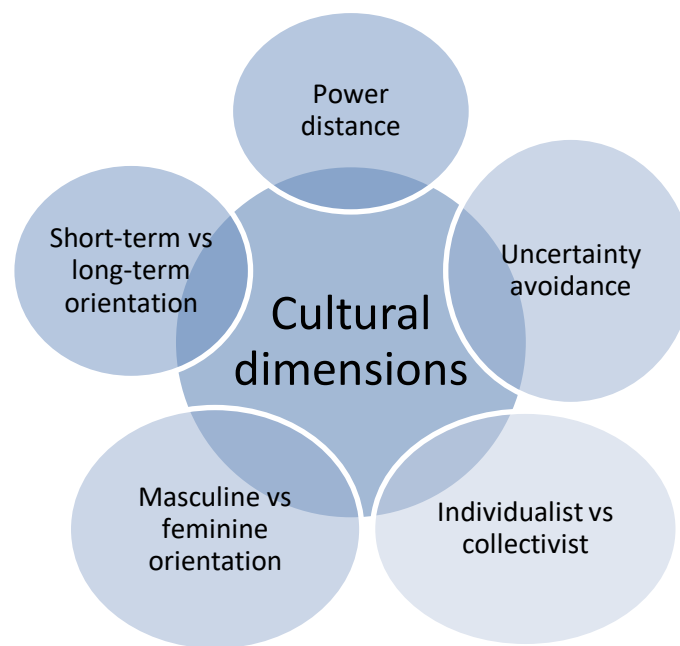 Power
distance
Short-term vs
long-term
orientation
Uncertainty
avoidance
Cultural
dimensions
Masculine vs
feminine
orientation
Individualist vs
collectivist